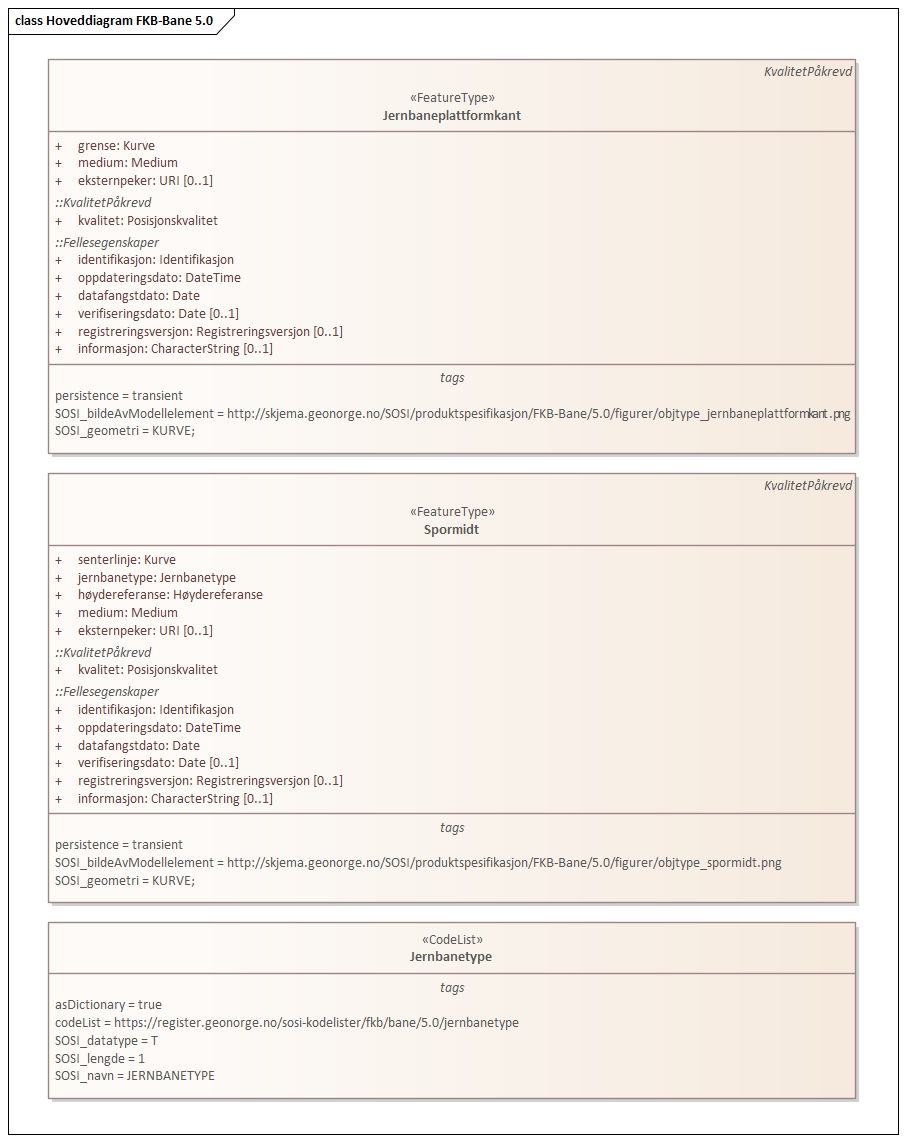 class Hoveddiagram FKB-Bane 5.0
KvalitetPåkrevd
«FeatureType»
Jernbaneplattformkant
+ grense: Kurve
+ medium: Medium
+ eksternpeker: URI [0..1]
::KvalitetPåkrevd
+ kvalitet: Posisjonskvalitet
::Fellesegenskaper
+ identifikasjon: Identifikasjon
+ oppdateringsdato: DateTime
+ datafangstdato: Date
+ verifiseringsdato: Date [0..1]
+ registreringsversjon: Registreringsversjon [0..1]
+ informasjon: CharacterString [0..1]
tags
persistence = transient
SOSI_bildeAvModellelement = http://skjema.geonorge.no/SOSI/produktspesifikasjon/FKB-Bane/5.0/figurer/objtype_jernbaneplattformkant.png
SOSI_geometri = KURVE;
KvalitetPåkrevd
«FeatureType»
Spormidt
+ senterlinje: Kurve
+ jernbanetype: Jernbanetype
+ høydereferanse: Høydereferanse
+ medium: Medium
+ eksternpeker: URI [0..1]
::KvalitetPåkrevd
+ kvalitet: Posisjonskvalitet
::Fellesegenskaper
+ identifikasjon: Identifikasjon
+ oppdateringsdato: DateTime
+ datafangstdato: Date
+ verifiseringsdato: Date [0..1]
+ registreringsversjon: Registreringsversjon [0..1]
+ informasjon: CharacterString [0..1]
tags
persistence = transient
SOSI_bildeAvModellelement = http://skjema.geonorge.no/SOSI/produktspesifikasjon/FKB-Bane/5.0/figurer/objtype_spormidt.png
SOSI_geometri = KURVE;
«CodeList»
Jernbanetype
tags
asDictionary = true
codeList = https://register.geonorge.no/sosi-kodelister/fkb/bane/5.0/jernbanetype
SOSI_datatype = T
SOSI_lengde = 1
SOSI_navn = JERNBANETYPE